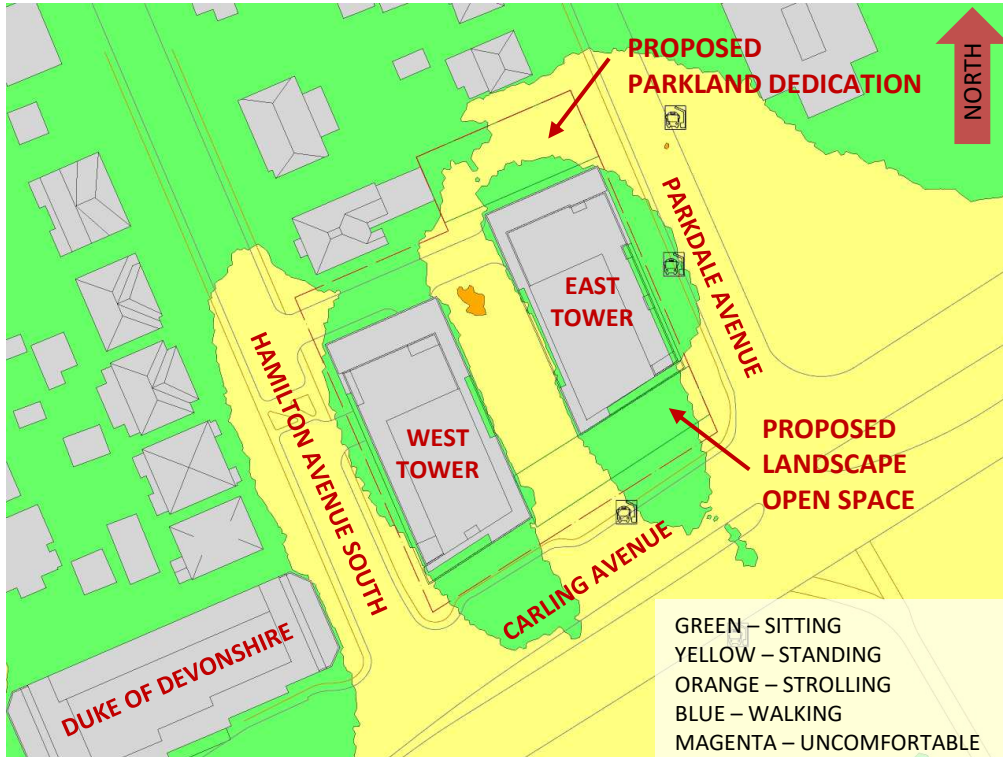 PROPOSED
PARKLAND DEDICATION
NORTH
PARKDALE AVENUE
EAST
TOWER
HAMILTON AVENUE SOUTH
WEST
TOWER
PROPOSED
LANDSCAPE
OPEN SPACE
CARLING AVENUE
DUKE OF DEVONSHIRE
GREEN – SITTING
YELLOW – STANDING
ORANGE – STROLLING
BLUE – WALKING
MAGENTA – UNCOMFORTABLE